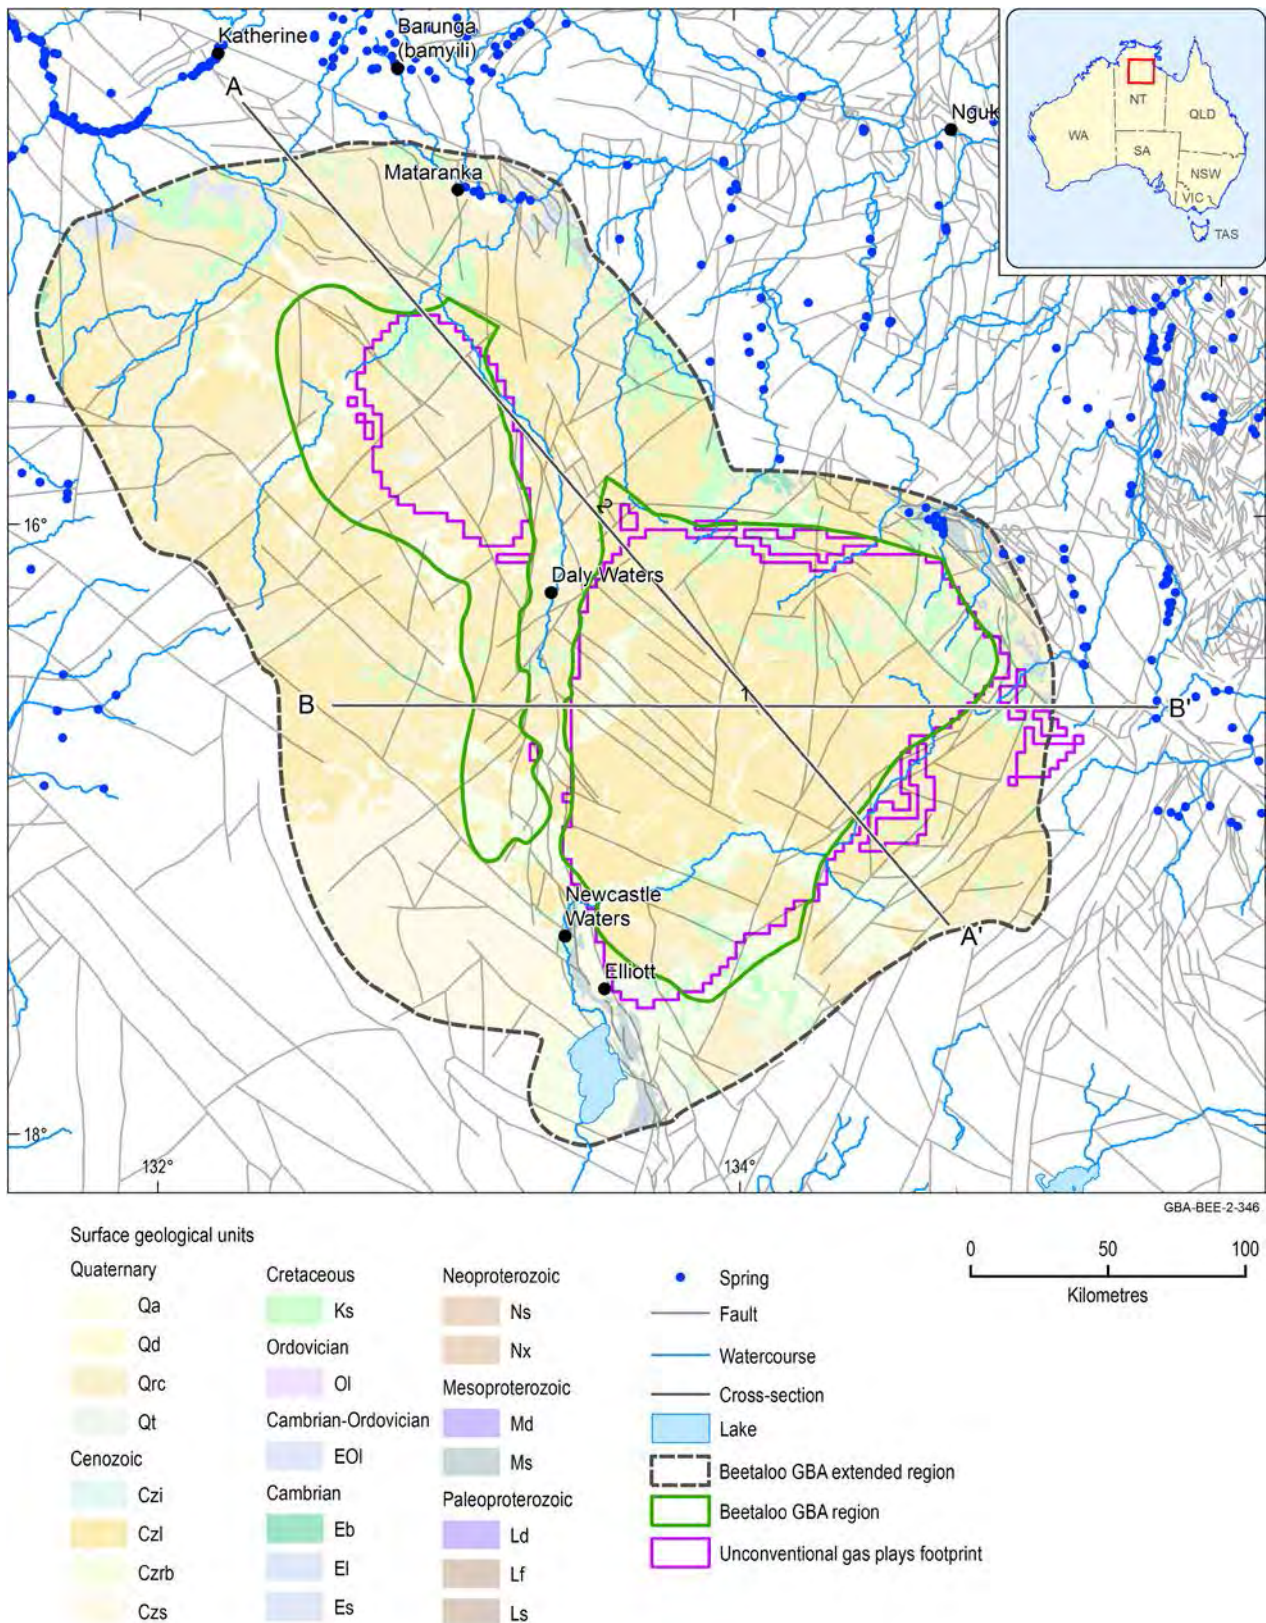 Katherine
Barunga
(bamyili)
A
Nguk
Mataranka
NT
QLD
WA
SA
NSW
VIC
TAS
16°
2
Daly Waters
B
1
B'
Newcastle
Waters
A'
Elliott
18°
132°
134°
GBA-BEE-2-346
Surface geological units
Quaternary
Qa
Qd
Qrc
Qt
Cenozoic
Czi
Czl
Czrb
Czs
Cretaceous
Ks
Ordovician
Ol
Cambrian-Ordovician
EOl
Cambrian
Eb
El
Es
Neoproterozoic
Ns
Nx
Mesoproterozoic
Md
Ms
Paleoproterozoic
Ld
Lf
Ls
Spring
Fault
Watercourse
Cross-section
Lake
Beetaloo GBA extended region
Beetaloo GBA region
Unconventional gas plays footprint
0 50 100
Kilometres